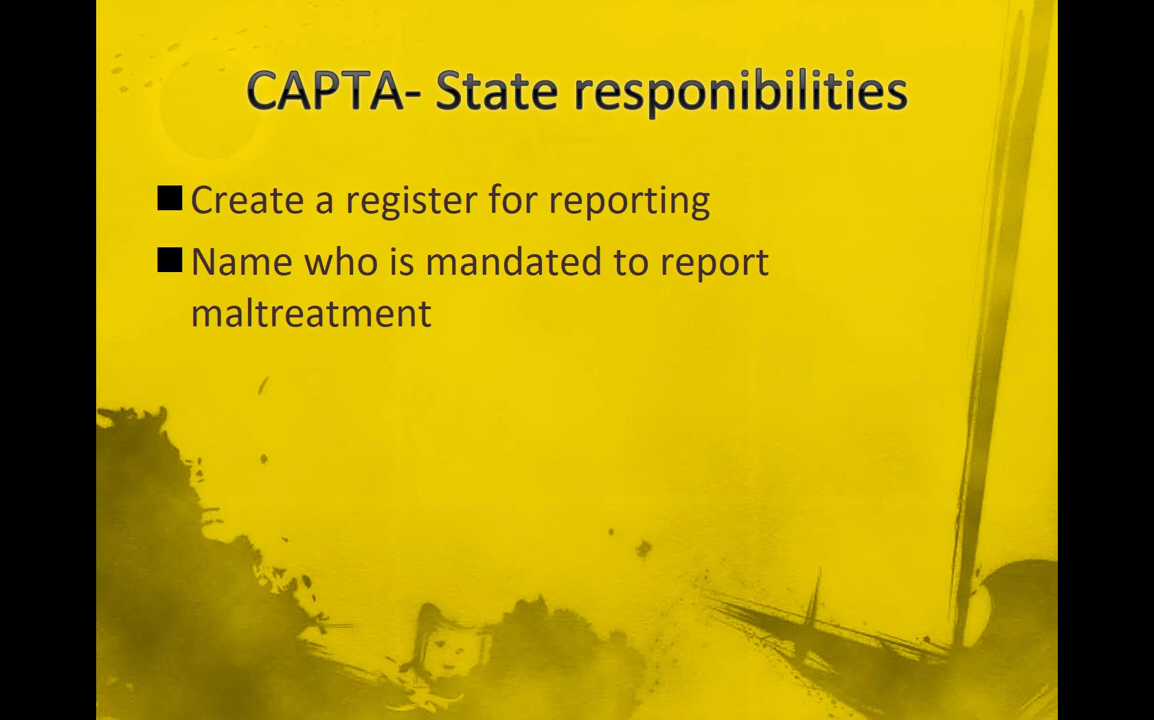 CAPTA- State responibilities
Create a register for reporting
Name who is mandated to report
maltreatment